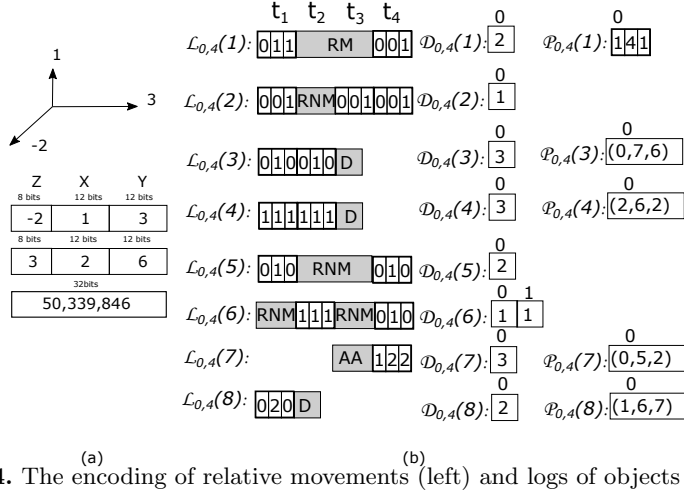 t1 t2 t3 t4
1
3
-2
Z X Y
8 bits 12 bits 12 bits
-2 1 3
8 bits 12 bits 12 bits
3 2 6
32bits
50,339,846
0 0
ℒ0,4(1): 0 1 1 RM 0 0 1 𝒟0,4(1): 2 𝒫0,4(1): 1 4 1
0
ℒ0,4(2): 0 0 1 RNM 0 0 1 0 0 1 𝒟0,4(2): 1
0 0
ℒ0,4(3): 0 1 0 0 1 0 D 𝒟0,4(3): 3 𝒫0,4(3): (0,7,6)
0 0
ℒ0,4(4): 1 1 1 1 1 1 D 𝒟0,4(4): 3 𝒫0,4(4): (2,6,2)
0
ℒ0,4(5): 0 1 0 RNM 0 1 0 𝒟0,4(5): 2
0 1
ℒ0,4(6): RNM 1 1 1 RNM 0 1 0 𝒟0,4(6): 1 1
0 0
ℒ0,4(7): AA 1 2 2 𝒟0,4(7): 3 𝒫0,4(7): (0,5,2)
0 0
ℒ0,4(8): 0 2 0 D 𝒟0,4(8): 2 𝒫0,4(8): (1,6,7)
(a) (b)
4. The encoding of relative movements (left) and logs of objects